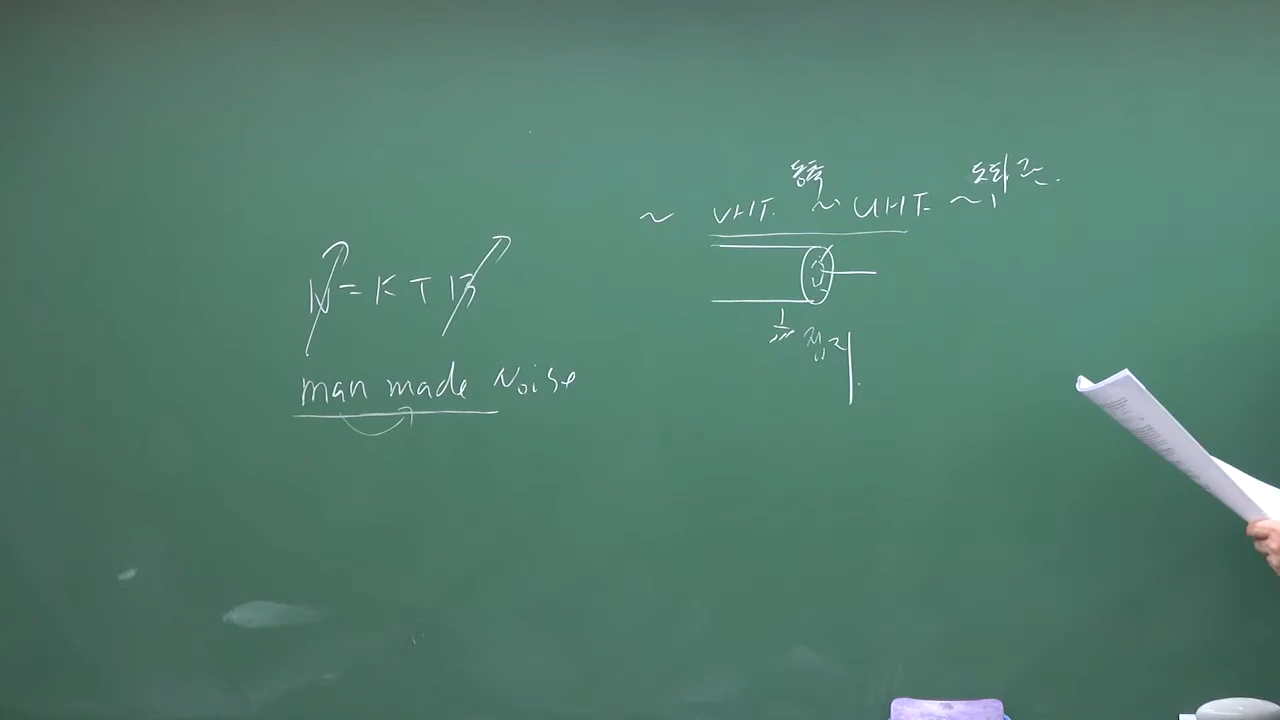 동축 도파관.
~ VHF. ~ UHF ~
N = K T B
접지
man made Noise